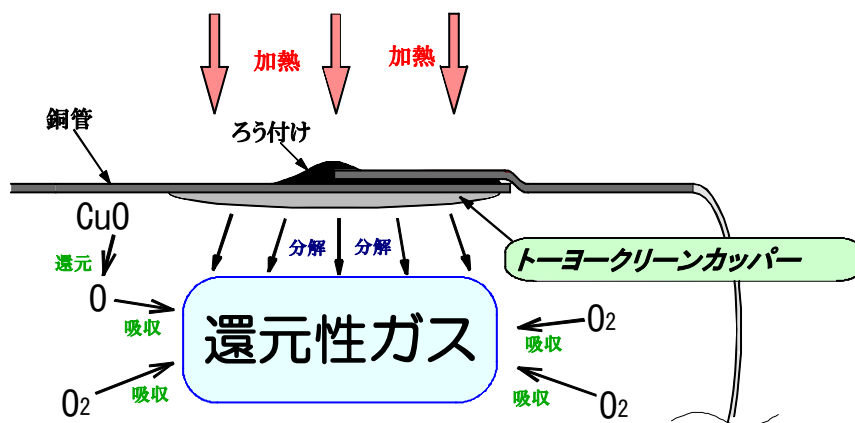 加熱
加熱
銅管
ろう付け
CuO
還元
分解
分解
トーヨークリーンカッパー
O
吸収
還元性ガス
O2
吸収
O2
吸収
O2
吸収